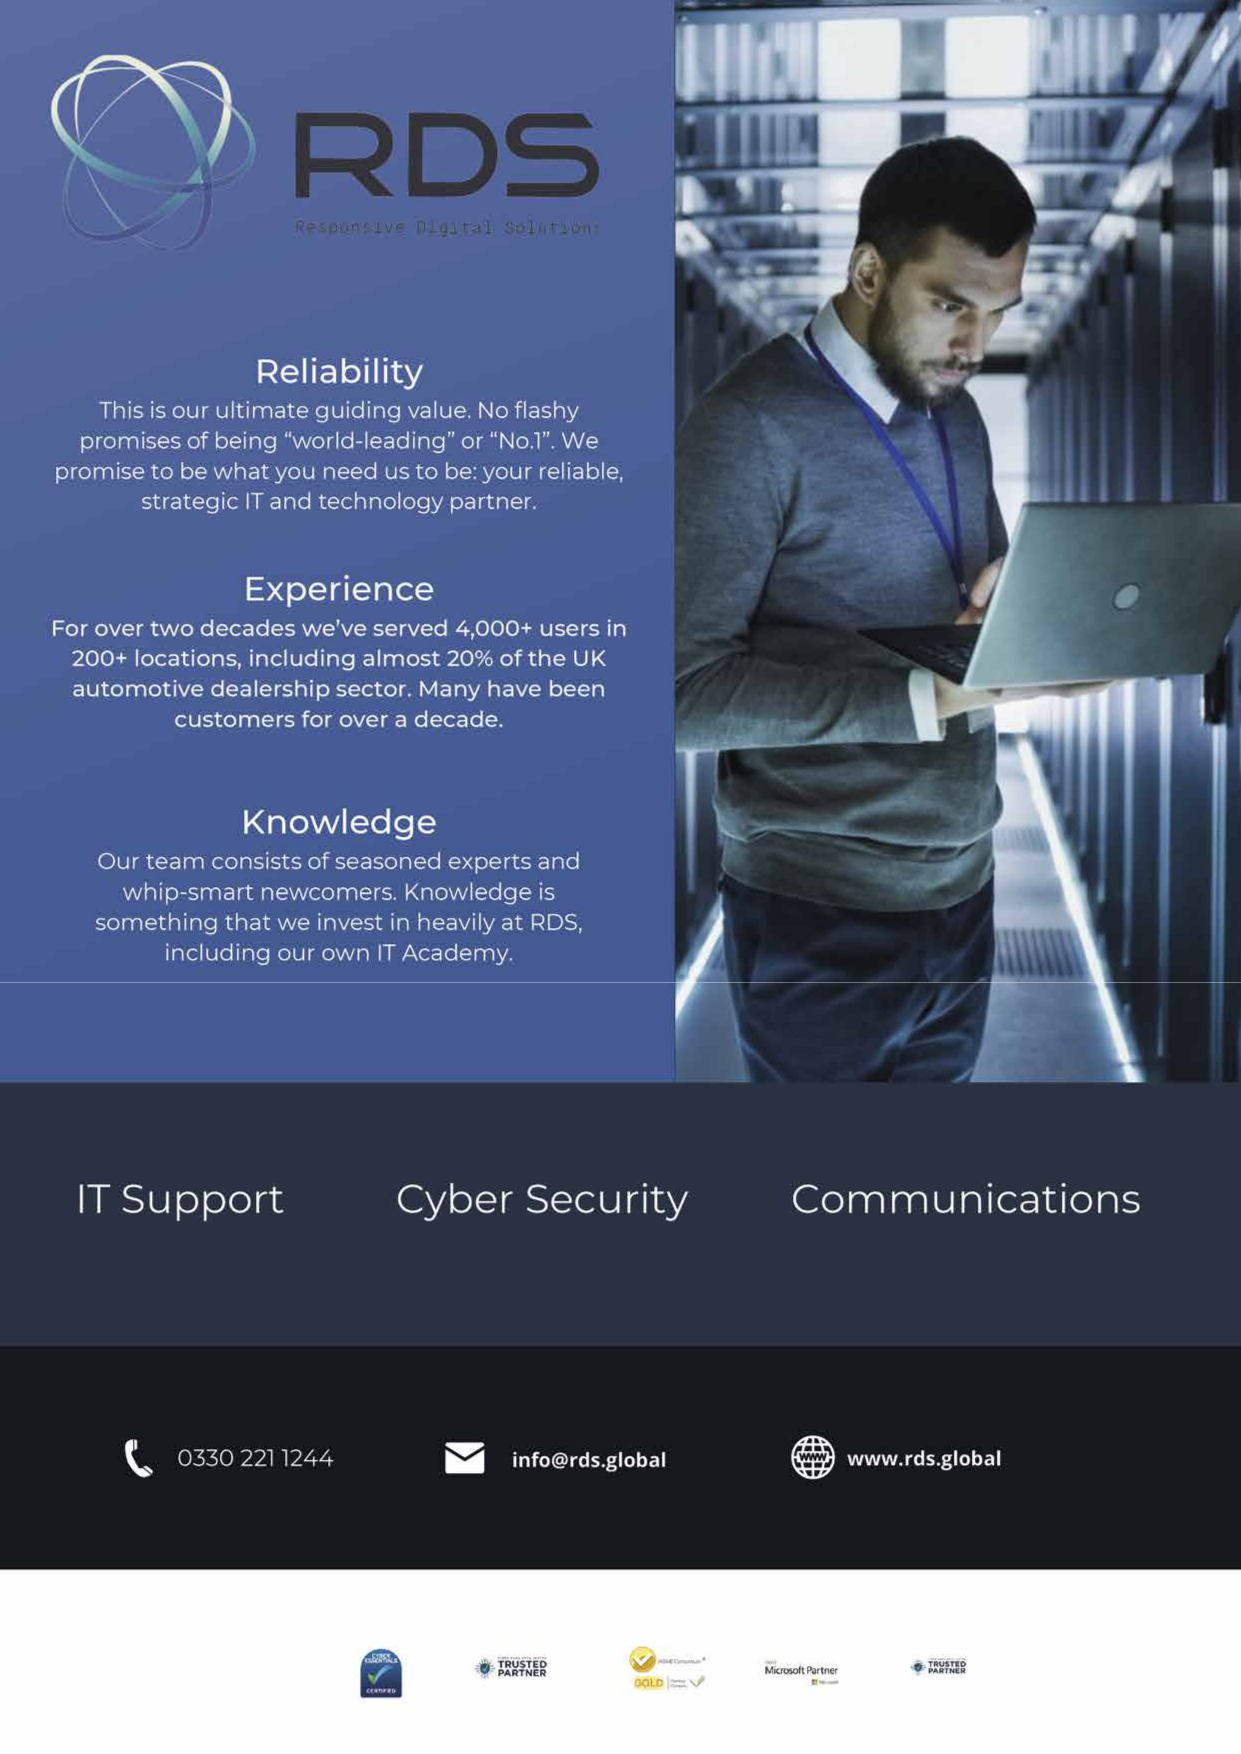 RDS
Responsive Digital Solutions
Reliability
This is our ultimate guiding value. No flashy
promises of being “world-leading” or “No.1”. We
promise to be what you need us to be: your reliable,
strategic IT and technology partner.
Experience
For over two decades we’ve served 4,000+ users in
200+ locations, including almost 20% of the UK
automotive dealership sector. Many have been
customers for over a decade.
Knowledge
Our team consists of seasoned experts and
whip-smart newcomers. Knowledge is
something that we invest in heavily at RDS,
including our own IT Academy.
IT Support
Cyber Security
Communications
0330 221 1244
info@rds.global
www.rds.global
CYBER
ESSENTIALS
CERTIFIED
TRUSTED
PARTNER
IASME Consortium
GOLD
Microsoft Partner
Microsoft
TRUSTED
PARTNER